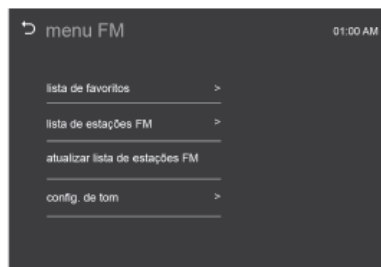 menu FM
01:00 AM
lista de favoritos >
lista de estações FM >
atualizar lista de estações FM
config. de tom >